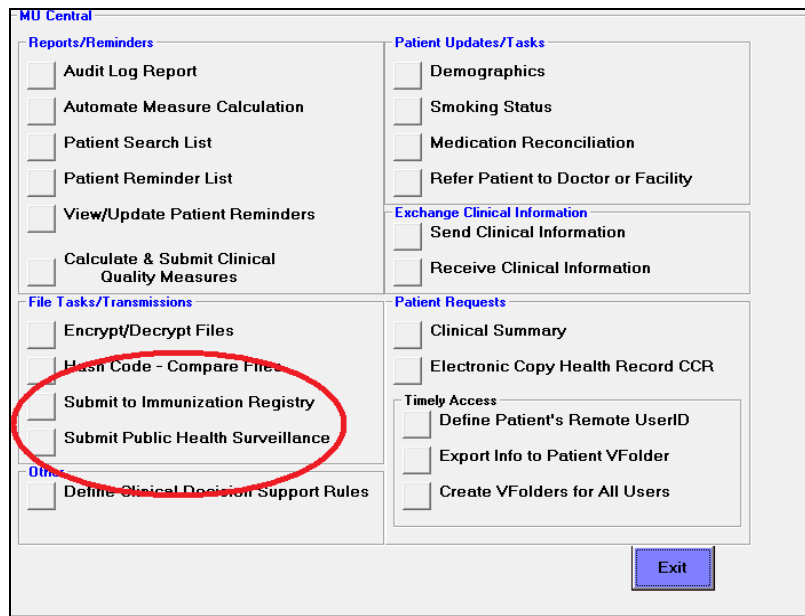 MU Central
Reports/Reminders
Audit Log Report
Automate Measure Calculation
Patient Search List
Patient Reminder List
View/Update Patient Reminders
Calculate & Submit Clinical
Quality Measures
File Tasks/Transmissions
Encrypt/Decrypt Files
Hash Code - Compare Files
Submit to Immunization Registry
Submit Public Health Surveillance
Other
Define Clinical Decision Support Rules
Patient Updates/Tasks
Demographics
Smoking Status
Medication Reconciliation
Refer Patient to Doctor or Facility
Exchange Clinical Information
Send Clinical Information
Receive Clinical Information
Patient Requests
Clinical Summary
Electronic Copy Health Record CCR
Timely Access
Define Patient's Remote UserID
Export Info to Patient VFolder
Create VFolders for All Users
Exit